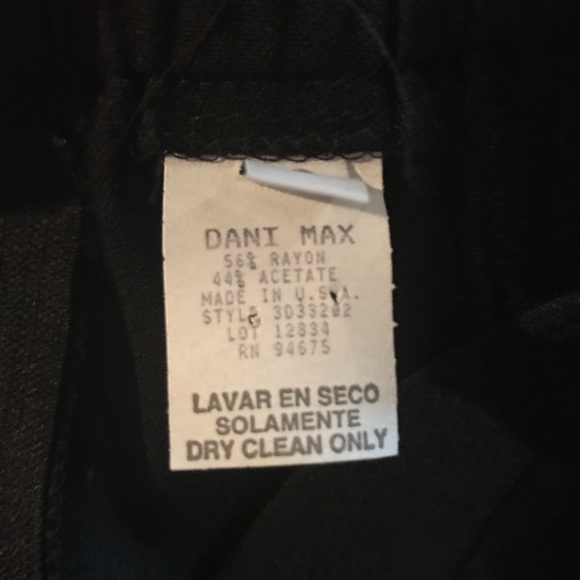 DANI MAX
56% RAYON
44% ACETATE
MADE IN U.S.A.
STYLE 3D33202
LOT 12834
RN 94675
LAVAR EN SECO
SOLAMENTE
DRY CLEAN ONLY